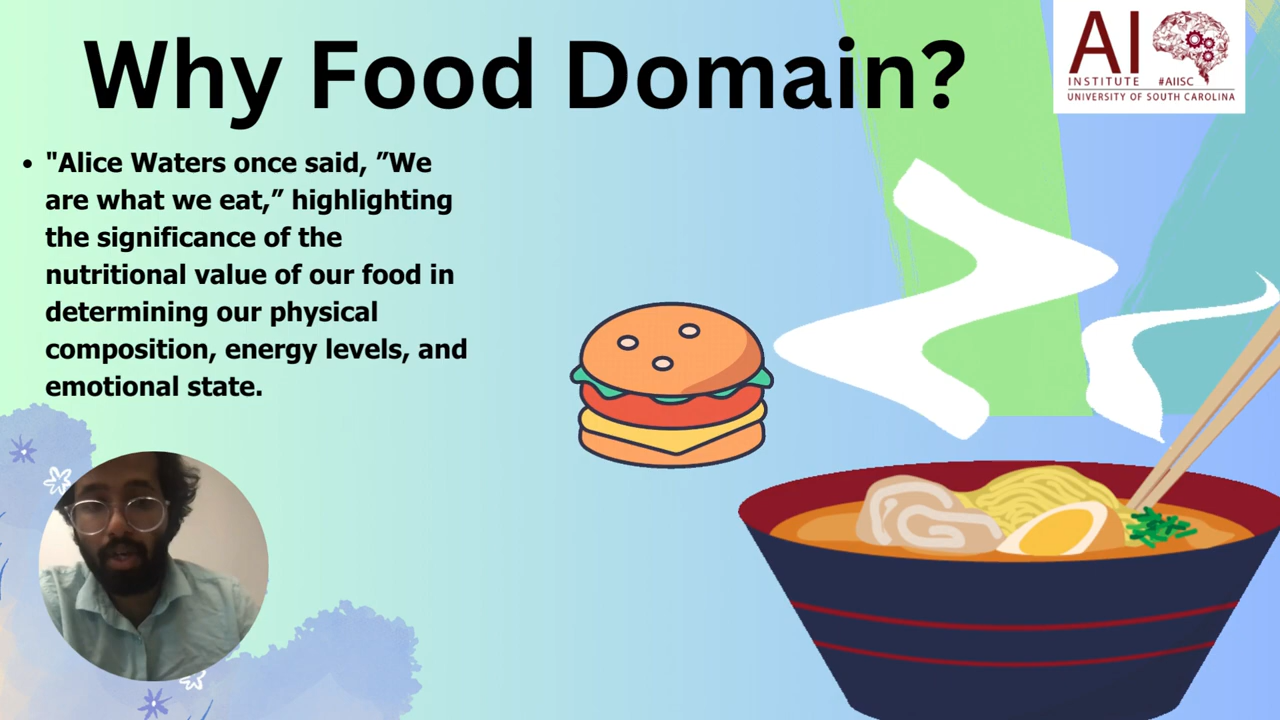 Why Food Domain?
AI
INSTITUTE #AIISC
UNIVERSITY OF SOUTH CAROLINA
• "Alice Waters once said, ”We
are what we eat,” highlighting
the significance of the
nutritional value of our food in
determining our physical
composition, energy levels, and
emotional state.